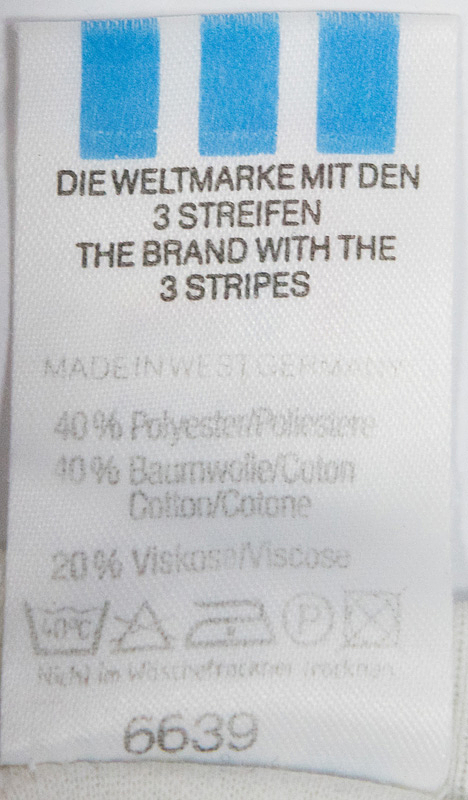 DIE WELTMARKE MIT DEN
3 STREIFEN
THE BRAND WITH THE
3 STRIPES
MADE IN WEST GERMANY
40% Polyester/Poliestere
40% Baumwolle/Coton
Cotton/Cotone
20% Viskose/Viscose
40°C P
Nicht im Wäschetrockner trocknen
6639